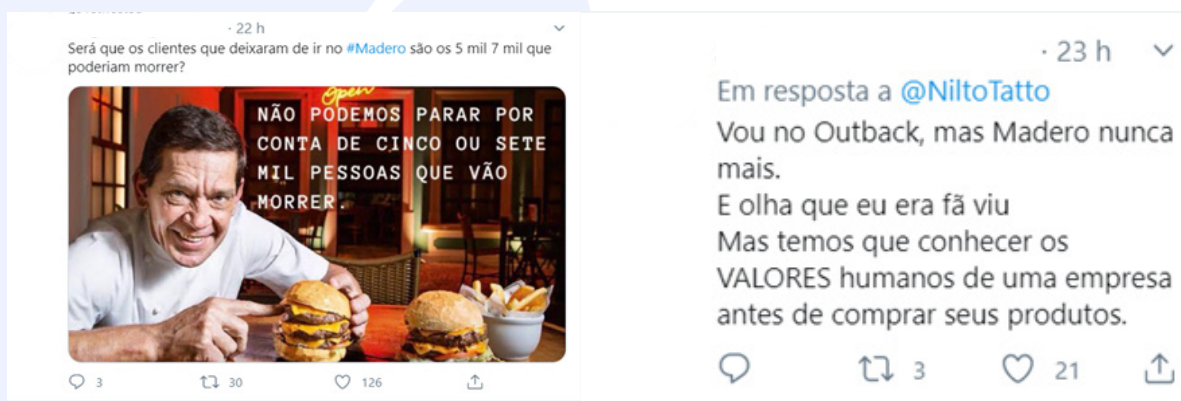 · 22 h
Será que os clientes que deixaram de ir no #Madero são os 5 mil 7 mil que
poderiam morrer?
Open
NÃO PODEMOS PARAR POR
CONTA DE CINCO OU SETE
MIL PESSOAS QUE VÃO
MORRER.
3 30 126
· 23 h
Em resposta a @NiltoTatto
Vou no Outback, mas Madero nunca
mais.
E olha que eu era fã viu
Mas temos que conhecer os
VALORES humanos de uma empresa
antes de comprar seus produtos.
3 21